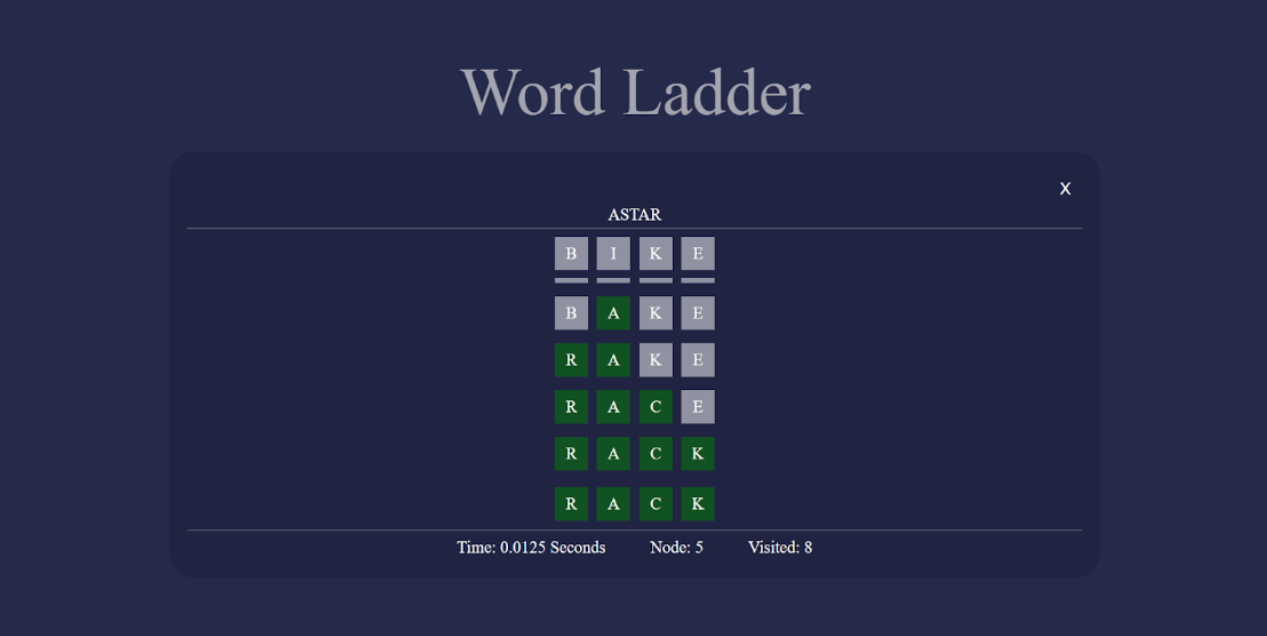 Word Ladder
X
ASTAR
B I K E
B A K E
R A K E
R A C E
R A C K
R A C K
Time: 0.0125 Seconds Node: 5 Visited: 8